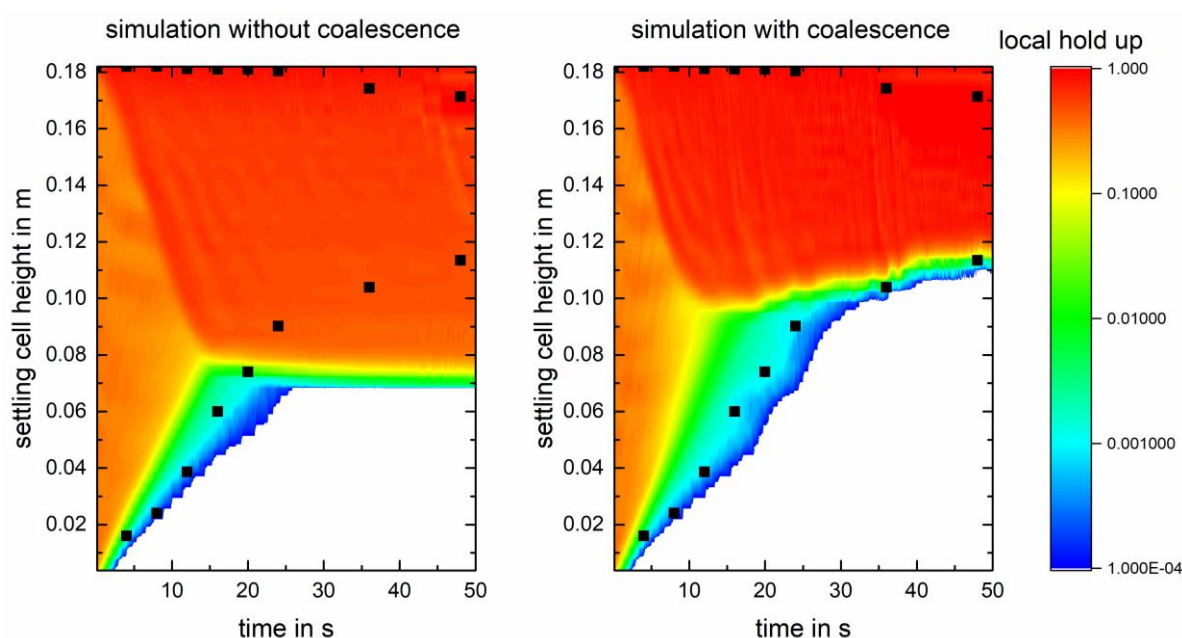 simulation without coalescence
simulation with coalescence
local hold up
settling cell height in m
0.18
0.16
0.14
0.12
0.10
0.08
0.06
0.04
0.02
10 20 30 40 50
time in s
settling cell height in m
0.18
0.16
0.14
0.12
0.10
0.08
0.06
0.04
0.02
10 20 30 40 50
time in s
1.000
0.1000
0.01000
0.001000
1.000E-04